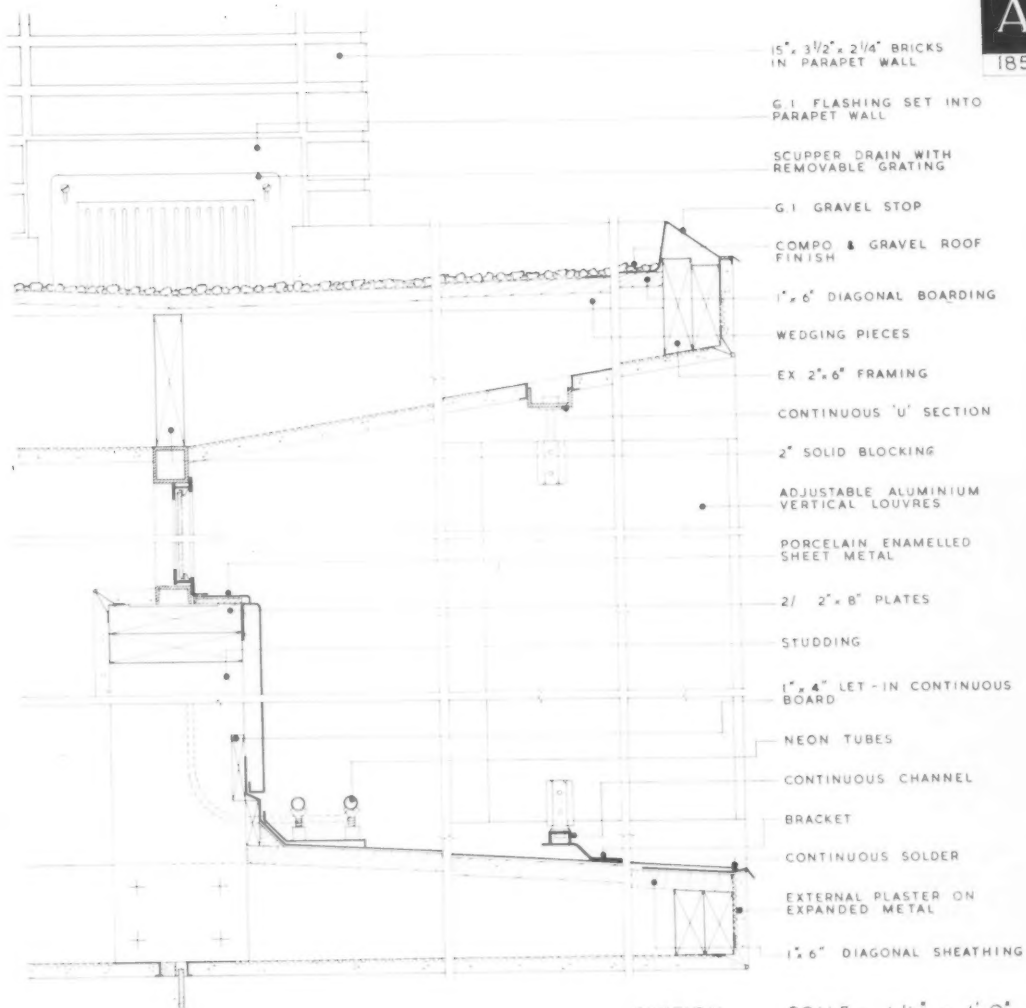 A
185
15" x 3 1/2" x 2 1/4" BRICKS
IN PARAPET WALL
G.I FLASHING SET INTO
PARAPET WALL
SCUPPER DRAIN WITH
REMOVABLE GRATING
G.I GRAVEL STOP
COMPO & GRAVEL ROOF
FINISH
1" x 6" DIAGONAL BOARDING
WEDGING PIECES
EX 2" x 6" FRAMING
CONTINUOUS 'U' SECTION
2" SOLID BLOCKING
ADJUSTABLE ALUMINIUM
VERTICAL LOUVRES
PORCELAIN ENAMELLED
SHEET METAL
2/ 2" x 8" PLATES
STUDDING
1" x 4" LET-IN CONTINUOUS
BOARD
NEON TUBES
CONTINUOUS CHANNEL
BRACKET
CONTINUOUS SOLDER
EXTERNAL PLASTER ON
EXPANDED METAL
1" x 6" DIAGONAL SHEATHING